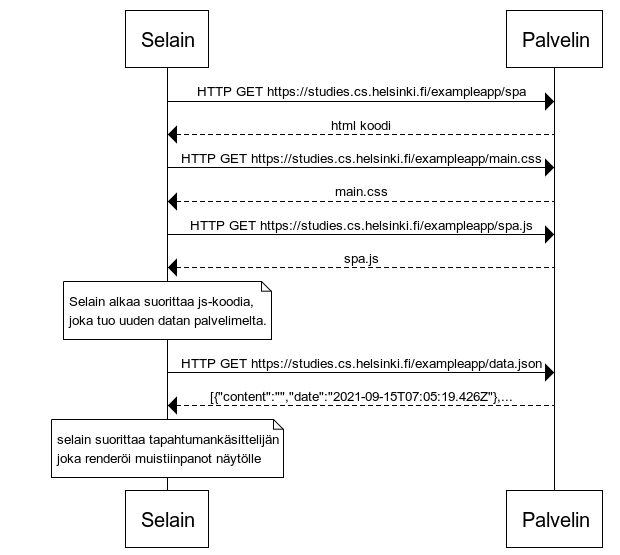 Selain
Palvelin
HTTP GET https://studies.cs.helsinki.fi/exampleapp/spa
html koodi
HTTP GET https://studies.cs.helsinki.fi/exampleapp/main.css
main.css
HTTP GET https://studies.cs.helsinki.fi/exampleapp/spa.js
spa.js
Selain alkaa suorittaa js-koodia,
joka tuo uuden datan palvelimelta.
HTTP GET https://studies.cs.helsinki.fi/exampleapp/data.json
[{"content":"","date":"2021-09-15T07:05:19.426Z"},...
selain suorittaa tapahtumankäsittelijän
joka renderöi muistiinpanot näytölle
Selain
Palvelin